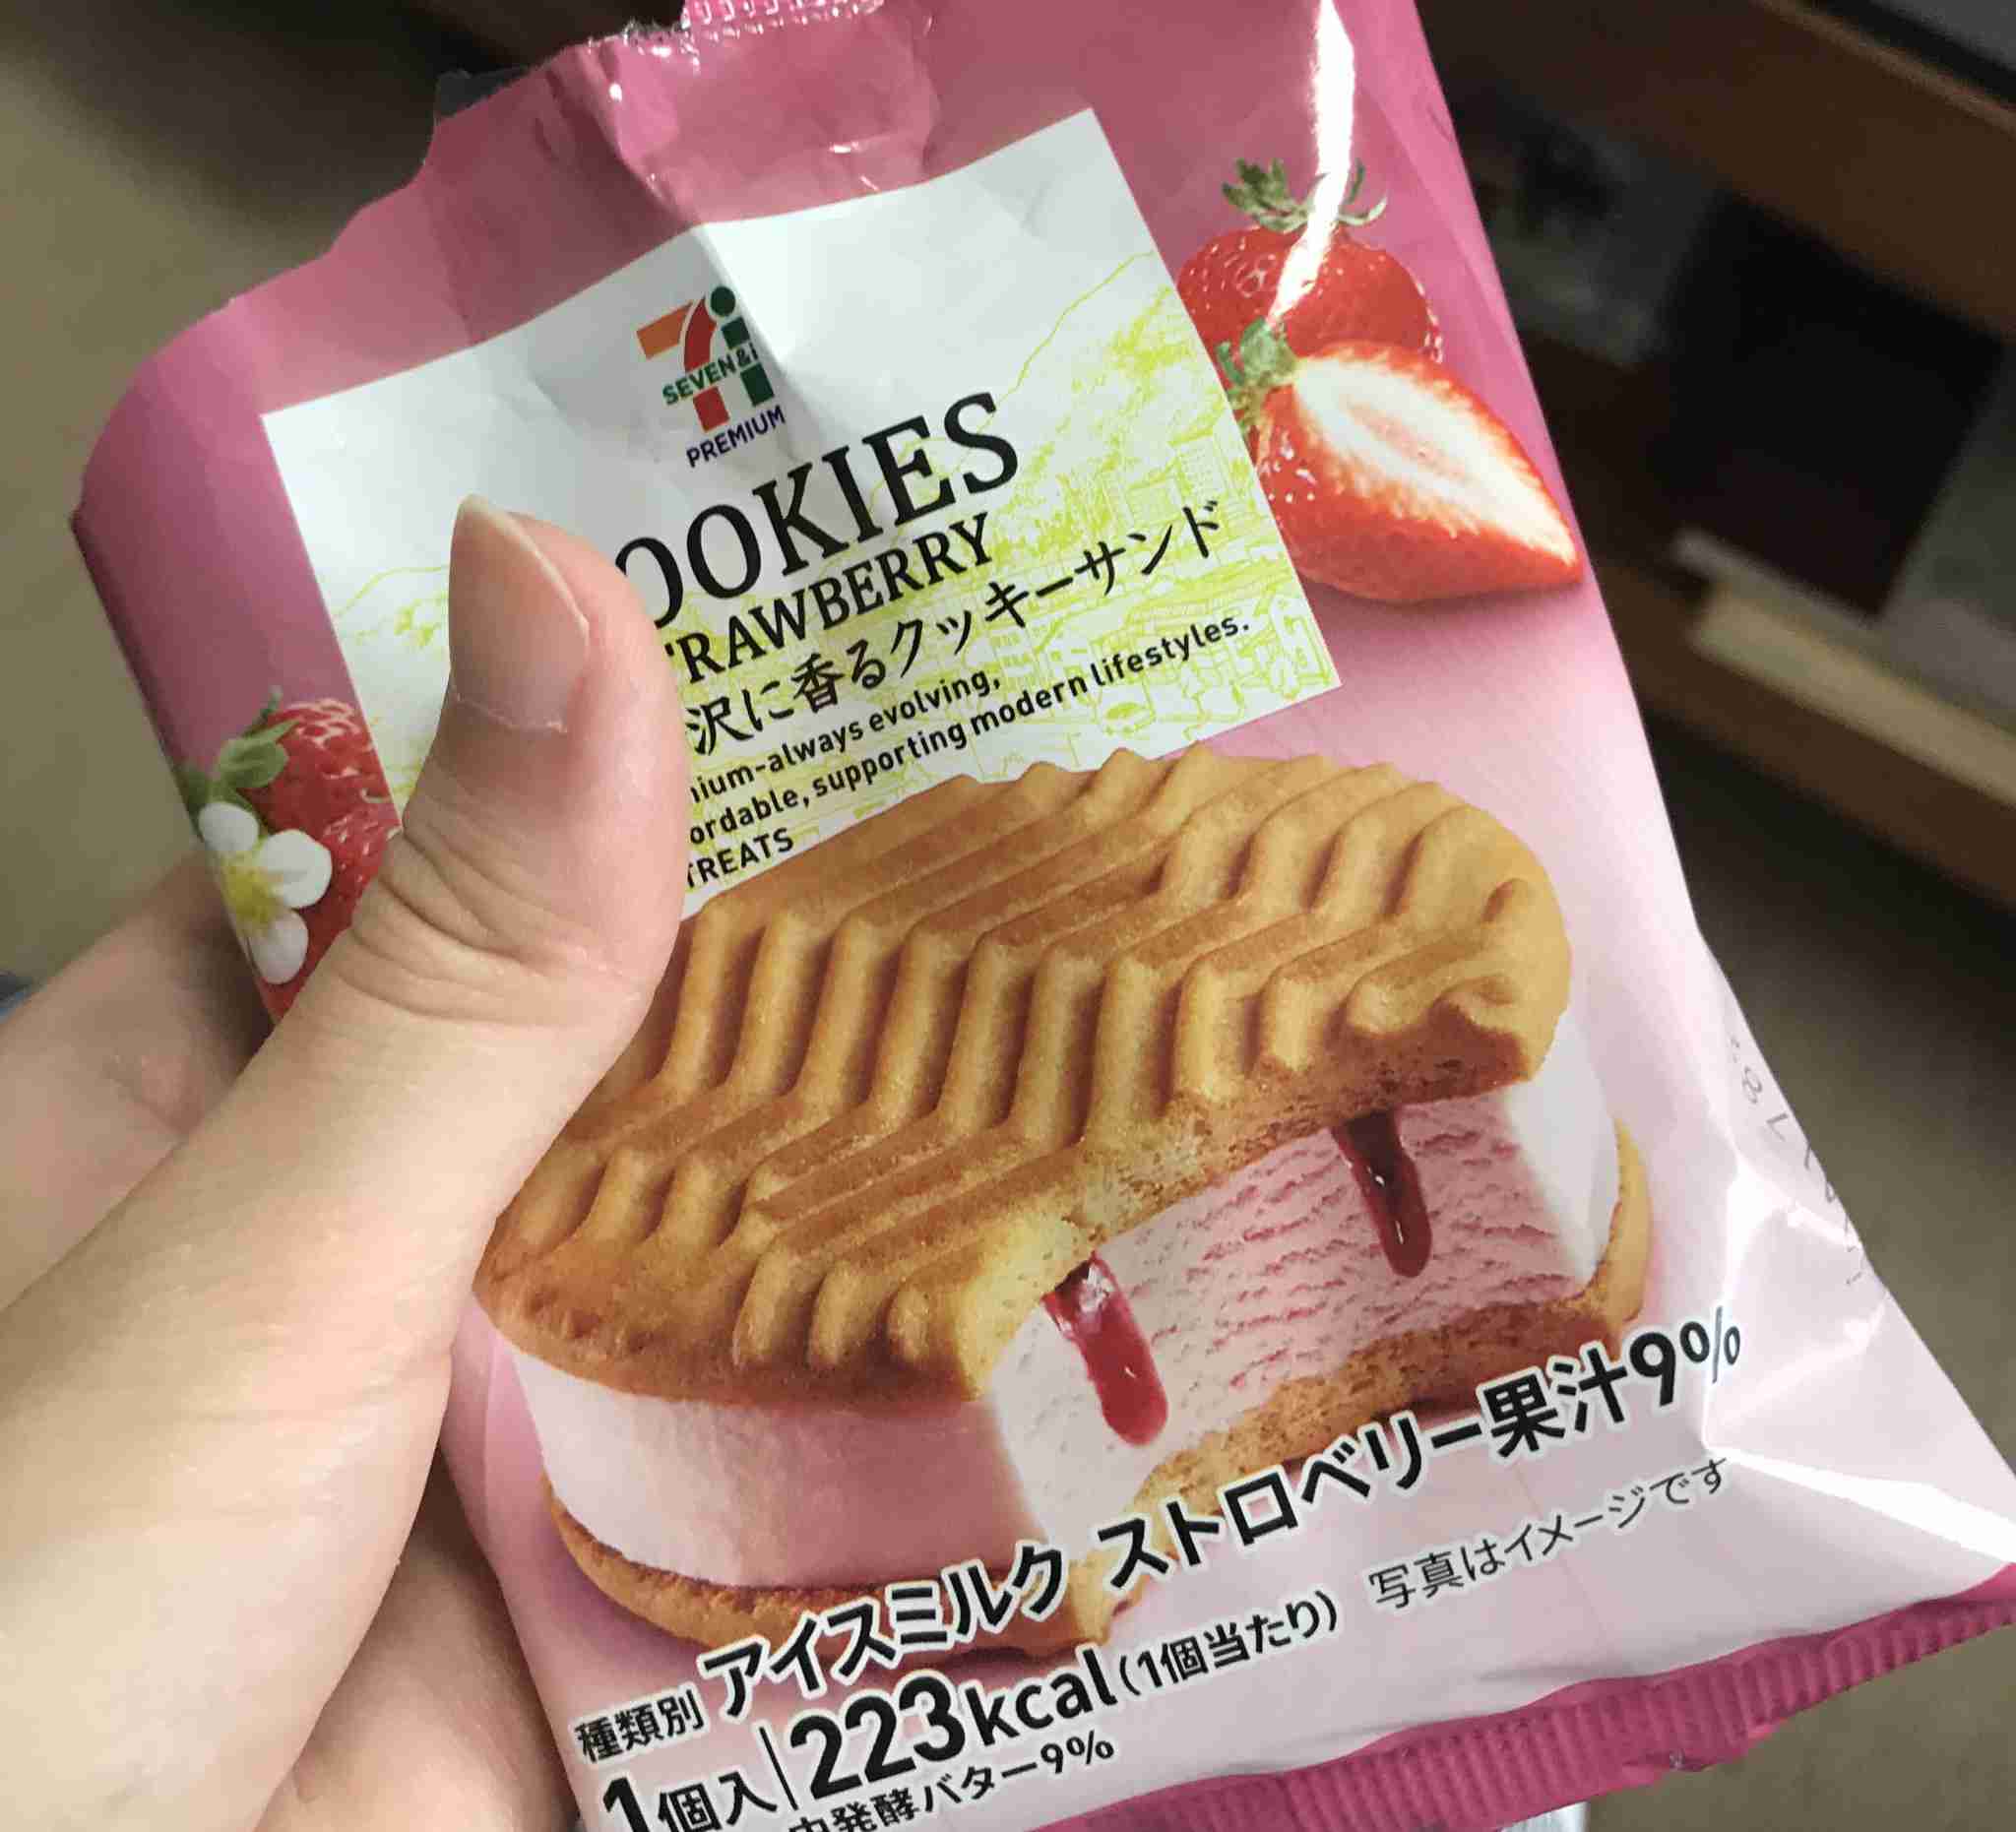 SEVEN&i
PREMIUM
OOKIES
TRAWBERRY
沢に香るクッキーサンド
ium-always evolving,
ordable, supporting modern lifestyles.
TREATS
種類別 アイスミルク ストロベリー果汁9%
1個入 | 223kcal(1個当たり) 写真はイメージです
発酵バター9%